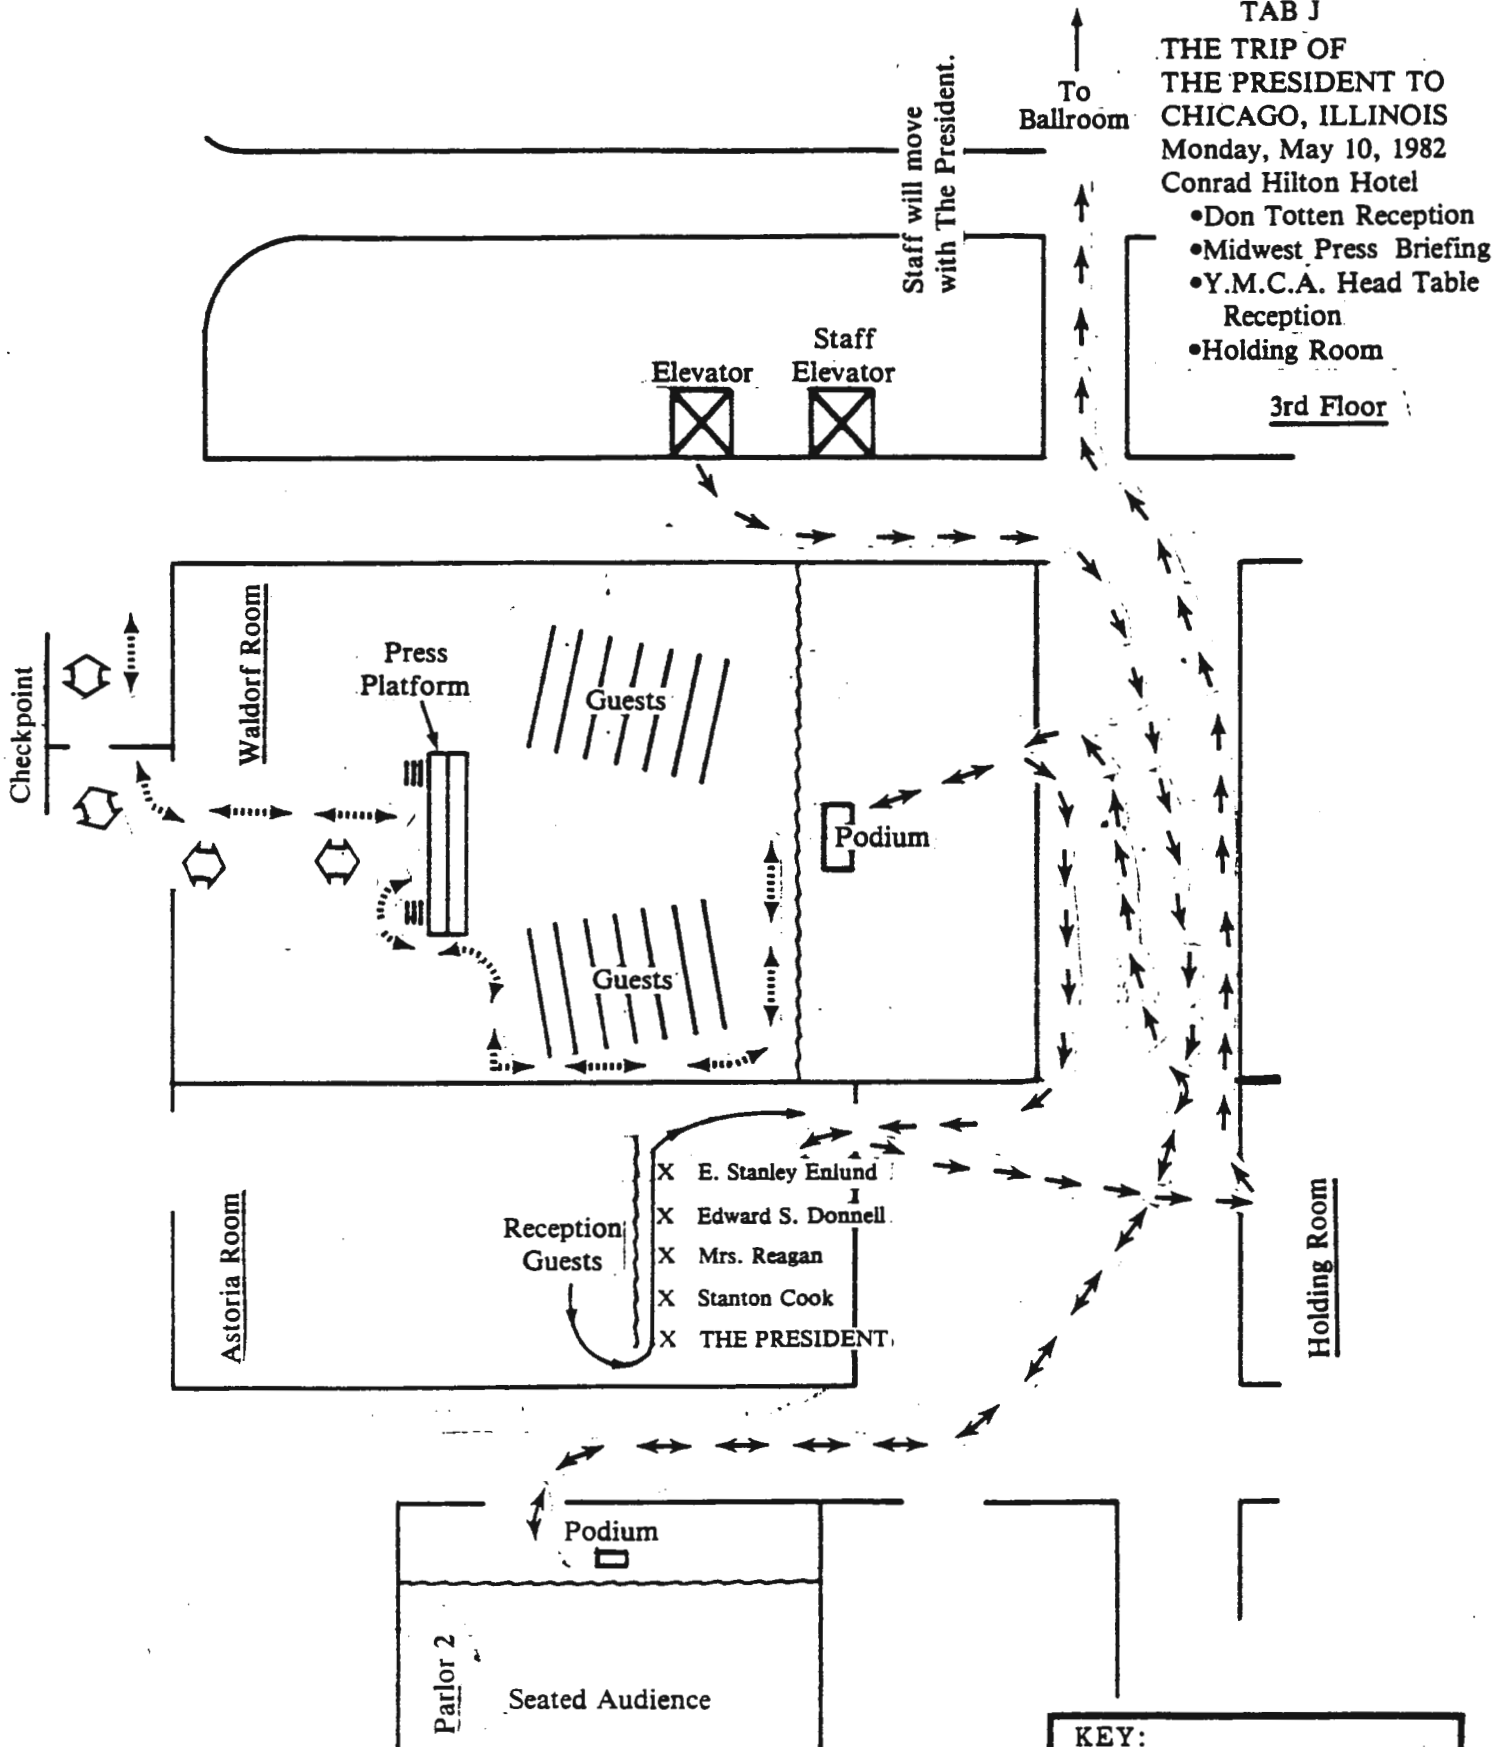 TAB J
THE TRIP OF
THE PRESIDENT TO
CHICAGO, ILLINOIS
Monday, May 10, 1982
Conrad Hilton Hotel
•Don Totten Reception
•Midwest Press Briefing
•Y.M.C.A. Head Table
Reception
•Holding Room
3rd Floor
To
Ballroom
Staff will move
with The President.
Elevator
Staff
Elevator
Checkpoint
Waldorf Room
Press
Platform
Guests
Podium
Guests
Astoria Room
Reception
Guests
X E. Stanley Enlund
X Edward S. Donnell
X Mrs. Reagan
X Stanton Cook
X THE PRESIDENT
Holding Room
Podium
Parlor 2
Seated Audience
KEY: